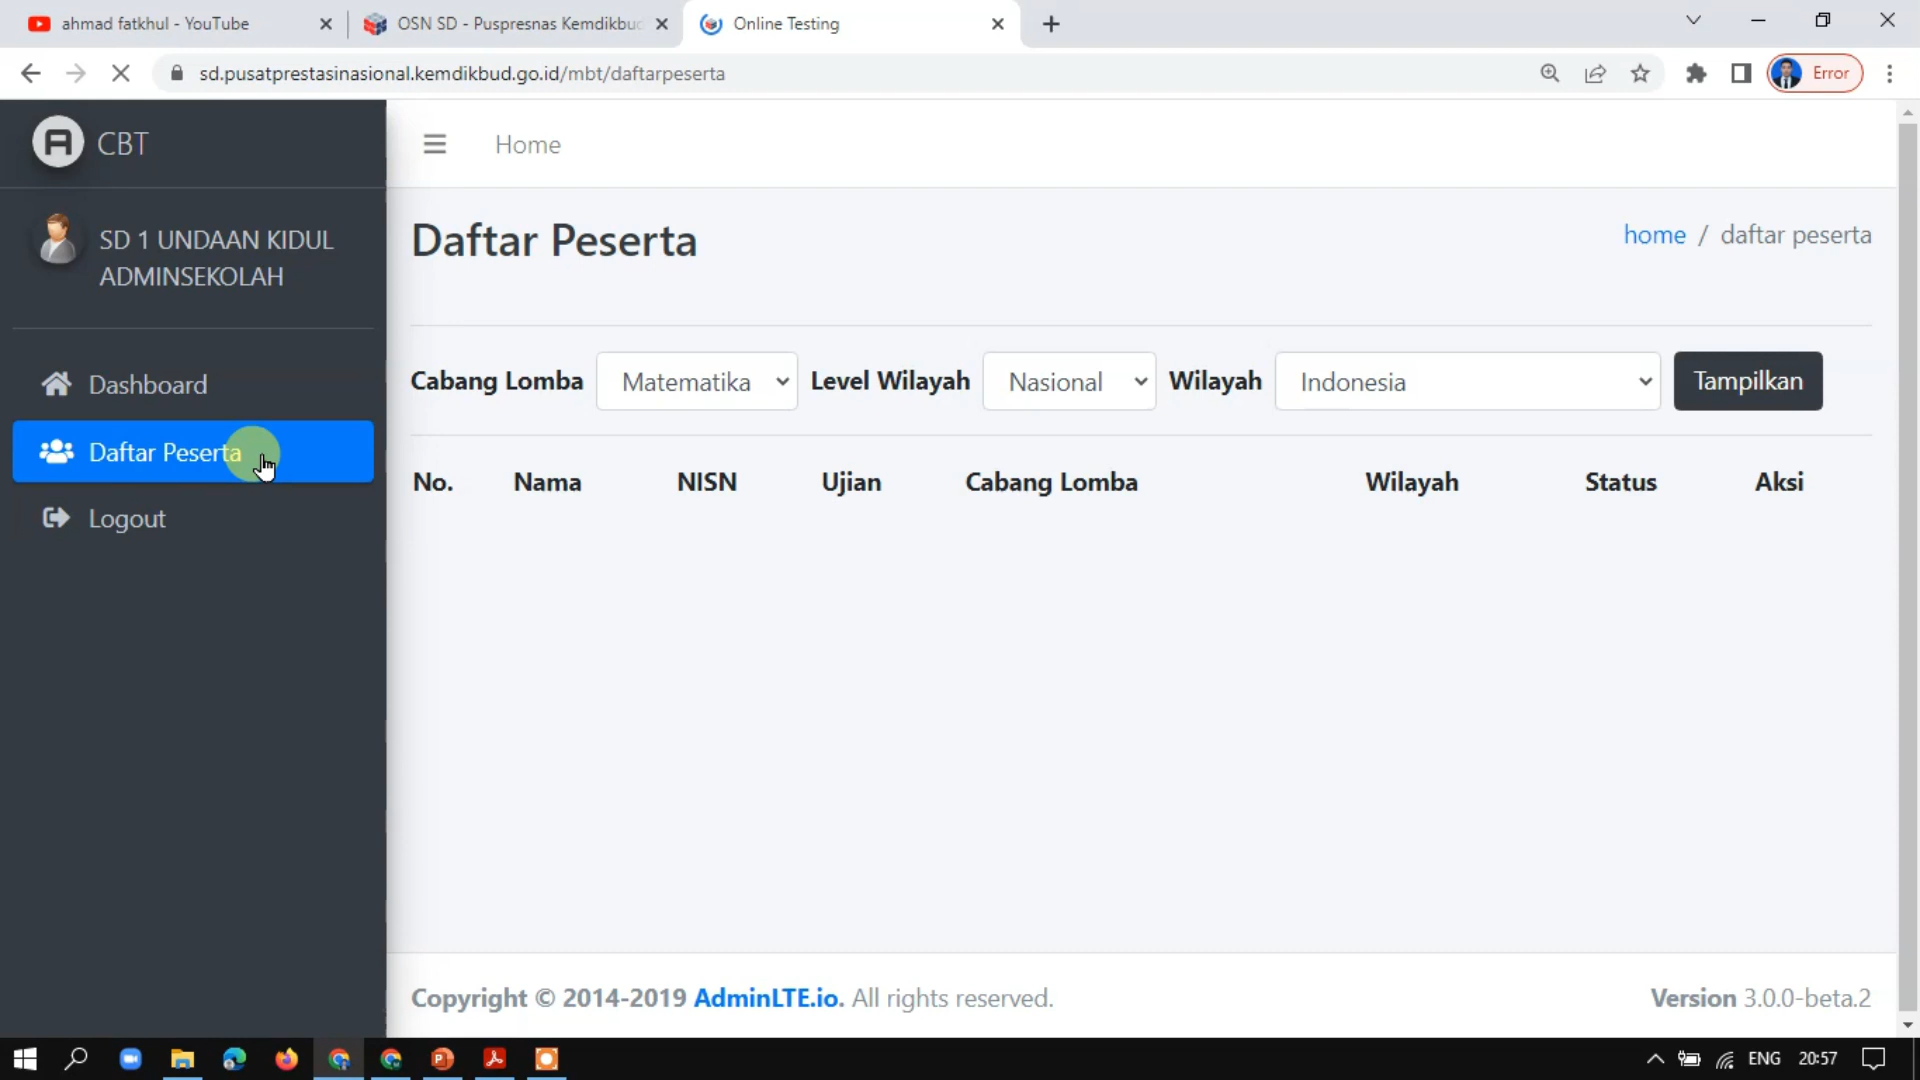 ahmad fatkhul - YouTube
OSN SD - Puspresnas Kemdikbud
Online Testing
sd.pusatprestasinasional.kemdikbud.go.id/mbt/daftarpeserta
Error
CBT
Home
SD 1 UNDAAN KIDUL
ADMINSEKOLAH
Daftar Peserta
home / daftar peserta
Dashboard
Daftar Peserta
Logout
Cabang Lomba Matematika Level Wilayah Nasional Wilayah Indonesia Tampilkan
No. Nama NISN Ujian Cabang Lomba Wilayah Status Aksi
Copyright © 2014-2019 AdminLTE.io. All rights reserved.
Version 3.0.0-beta.2
ENG 20:57